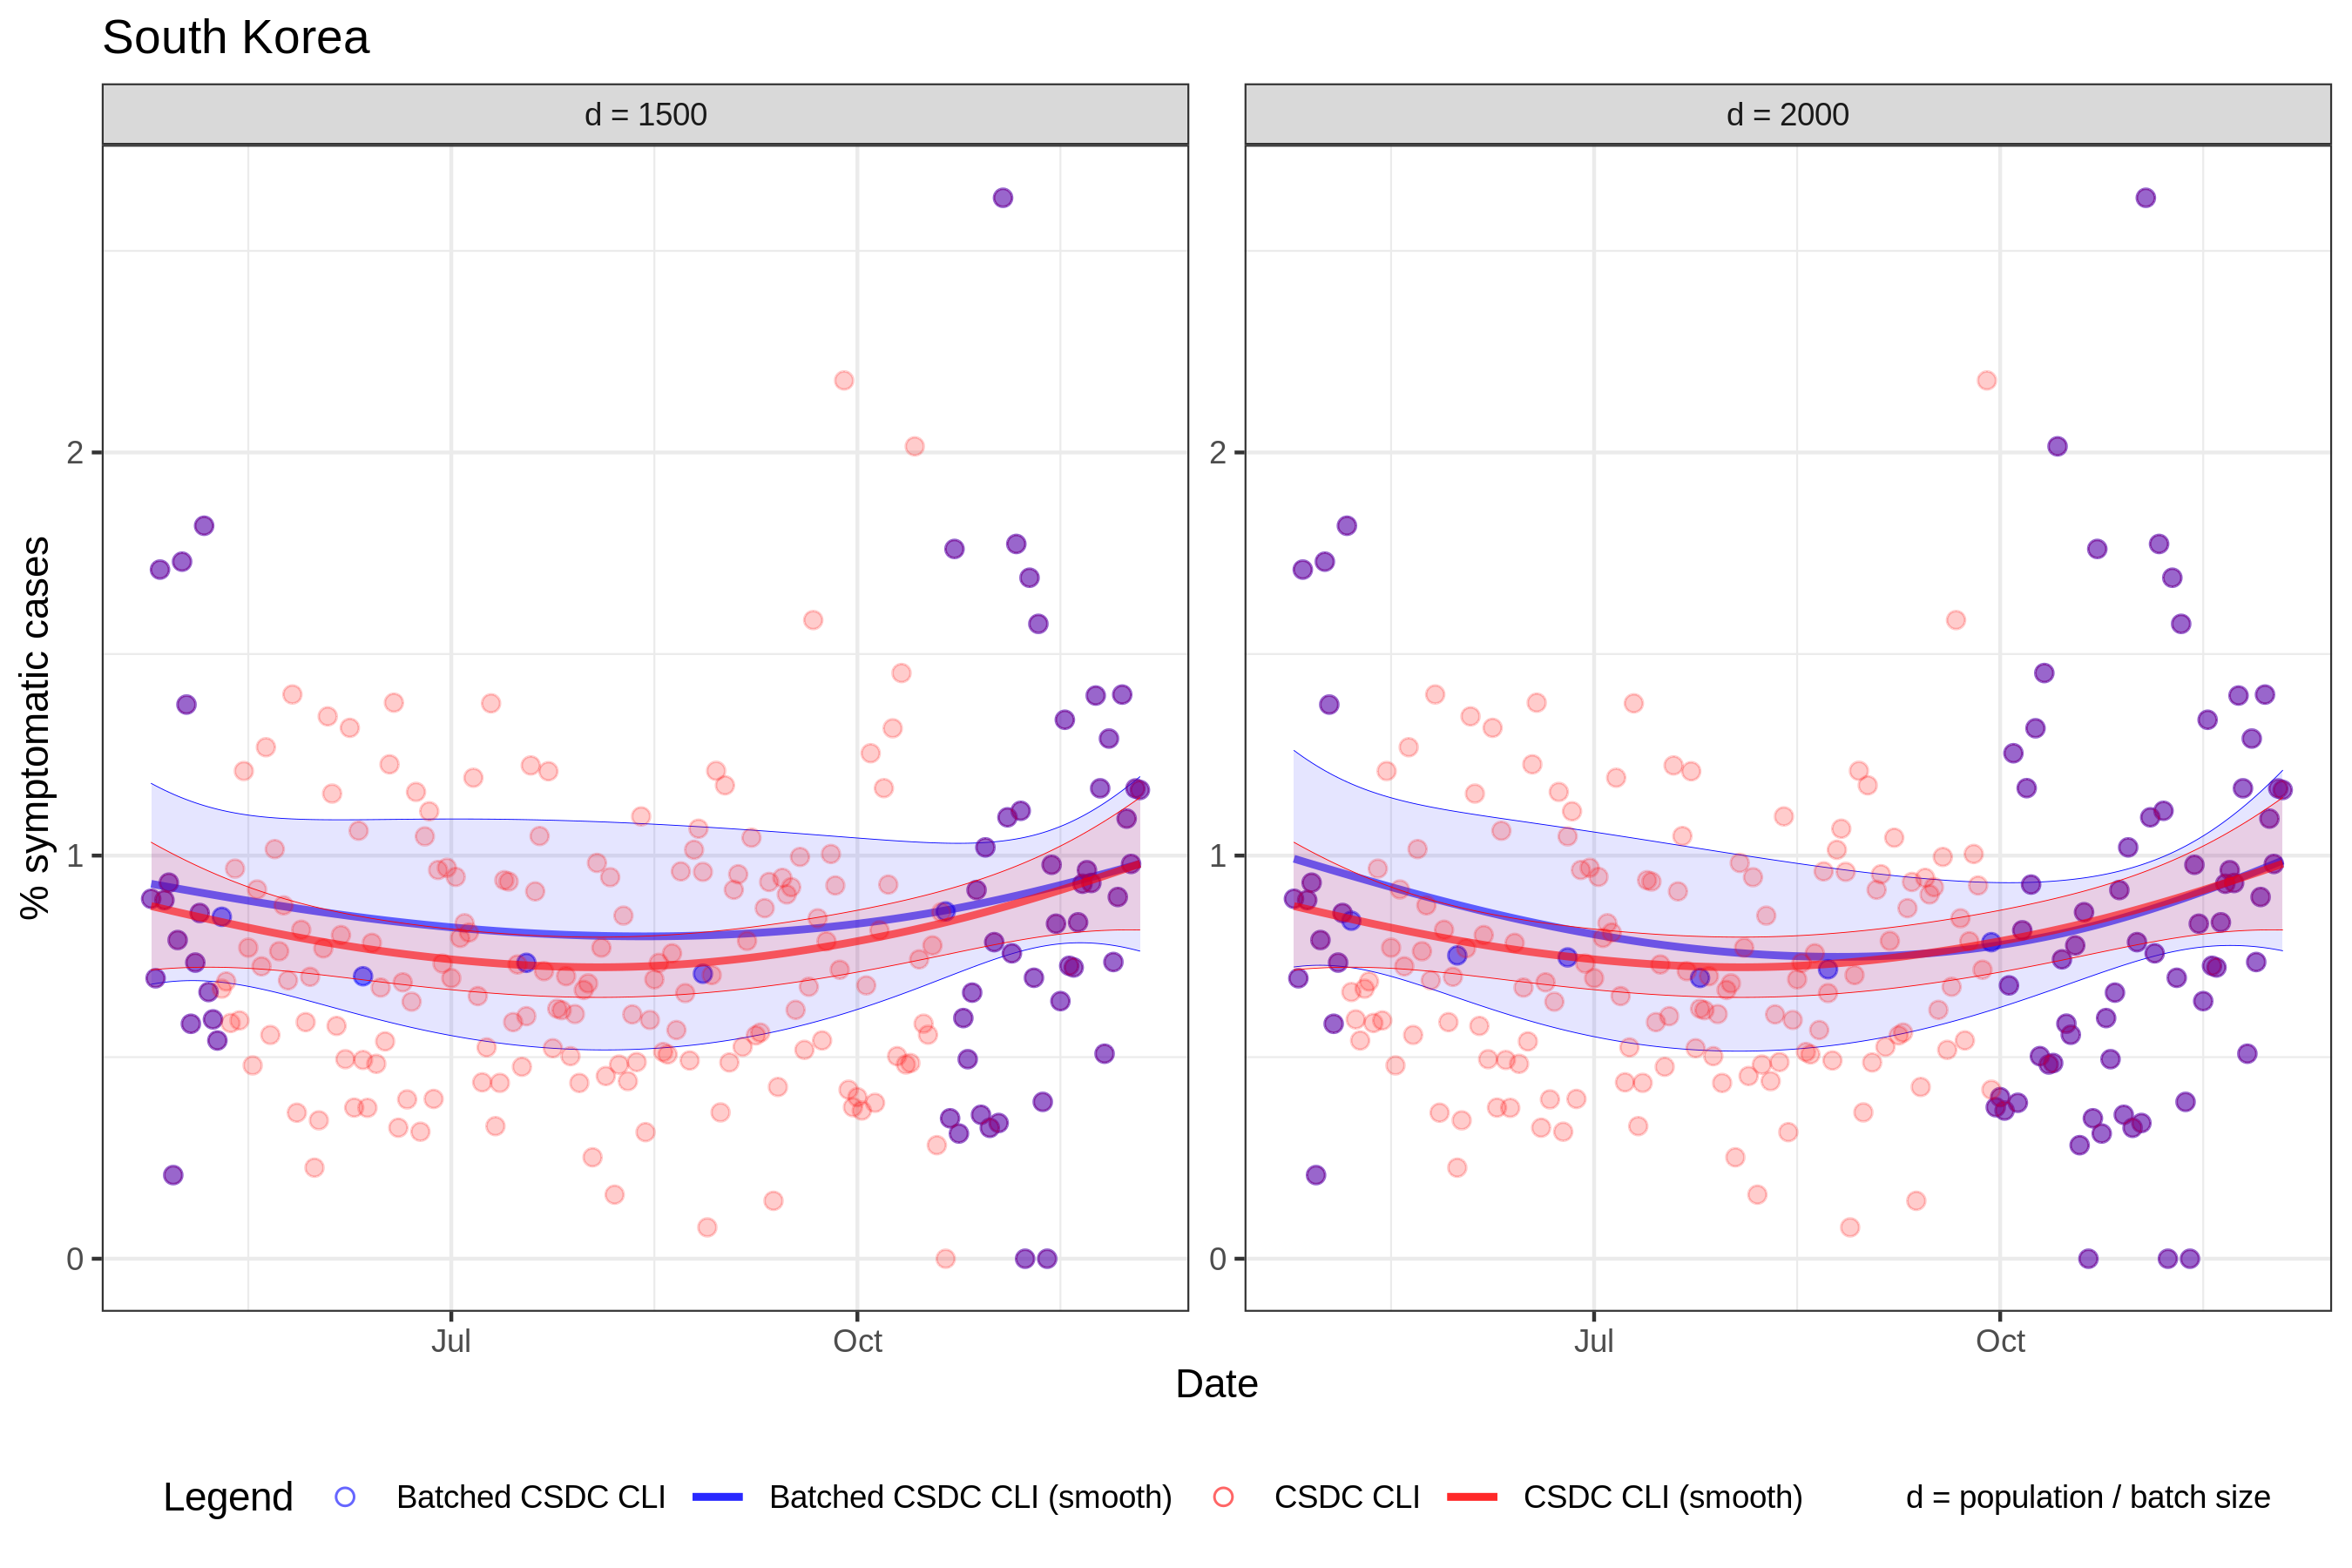 South Korea
d = 1500
d = 2000
% symptomatic cases
2
1
0
2
1
0
Jul
Oct
Jul
Oct
Date
Legend
Batched CSDC CLI
Batched CSDC CLI (smooth)
CSDC CLI
CSDC CLI (smooth)
d = population / batch size